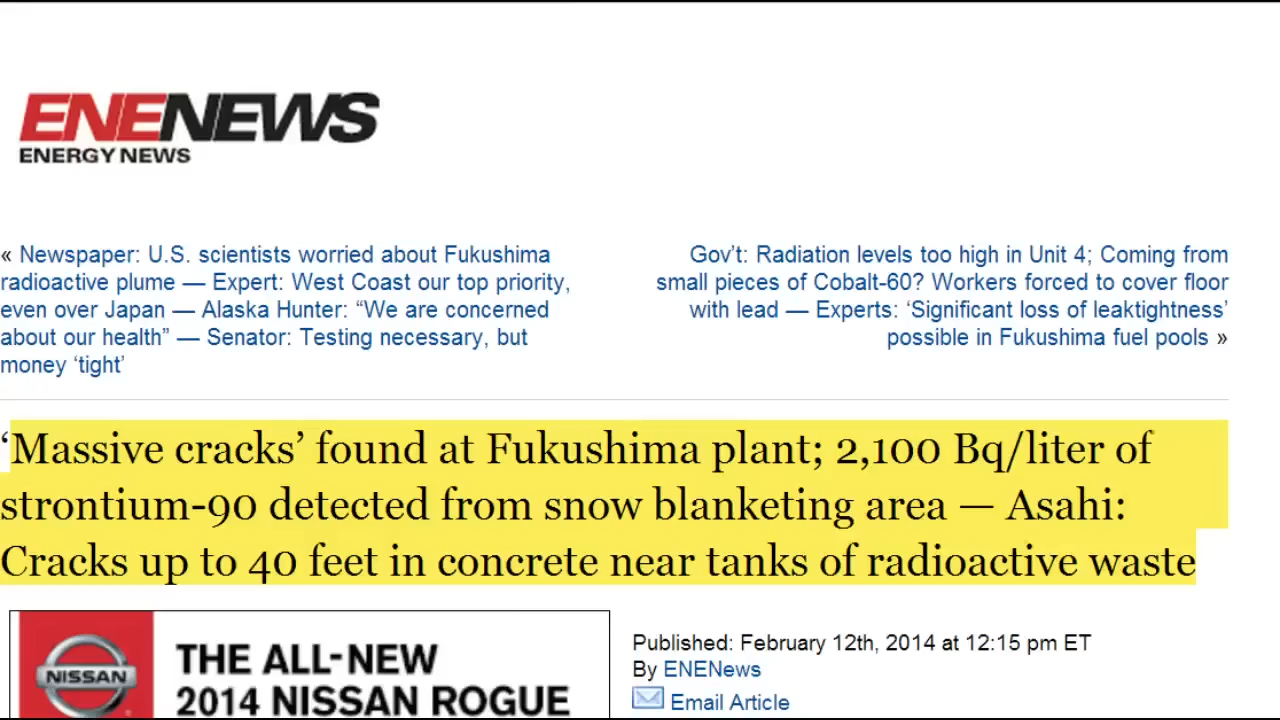 ENENEWS
ENERGY NEWS
« Newspaper: U.S. scientists worried about Fukushima
radioactive plume — Expert: West Coast our top priority,
even over Japan — Alaska Hunter: “We are concerned
about our health” — Senator: Testing necessary, but
money ‘tight’
Gov’t: Radiation levels too high in Unit 4; Coming from
small pieces of Cobalt-60? Workers forced to cover floor
with lead — Experts: ‘Significant loss of leaktightness’
possible in Fukushima fuel pools »
‘Massive cracks’ found at Fukushima plant; 2,100 Bq/liter of
strontium-90 detected from snow blanketing area — Asahi:
Cracks up to 40 feet in concrete near tanks of radioactive waste
NISSAN
THE ALL-NEW
2014 NISSAN ROGUE
Published: February 12th, 2014 at 12:15 pm ET
By ENENews
Email Article